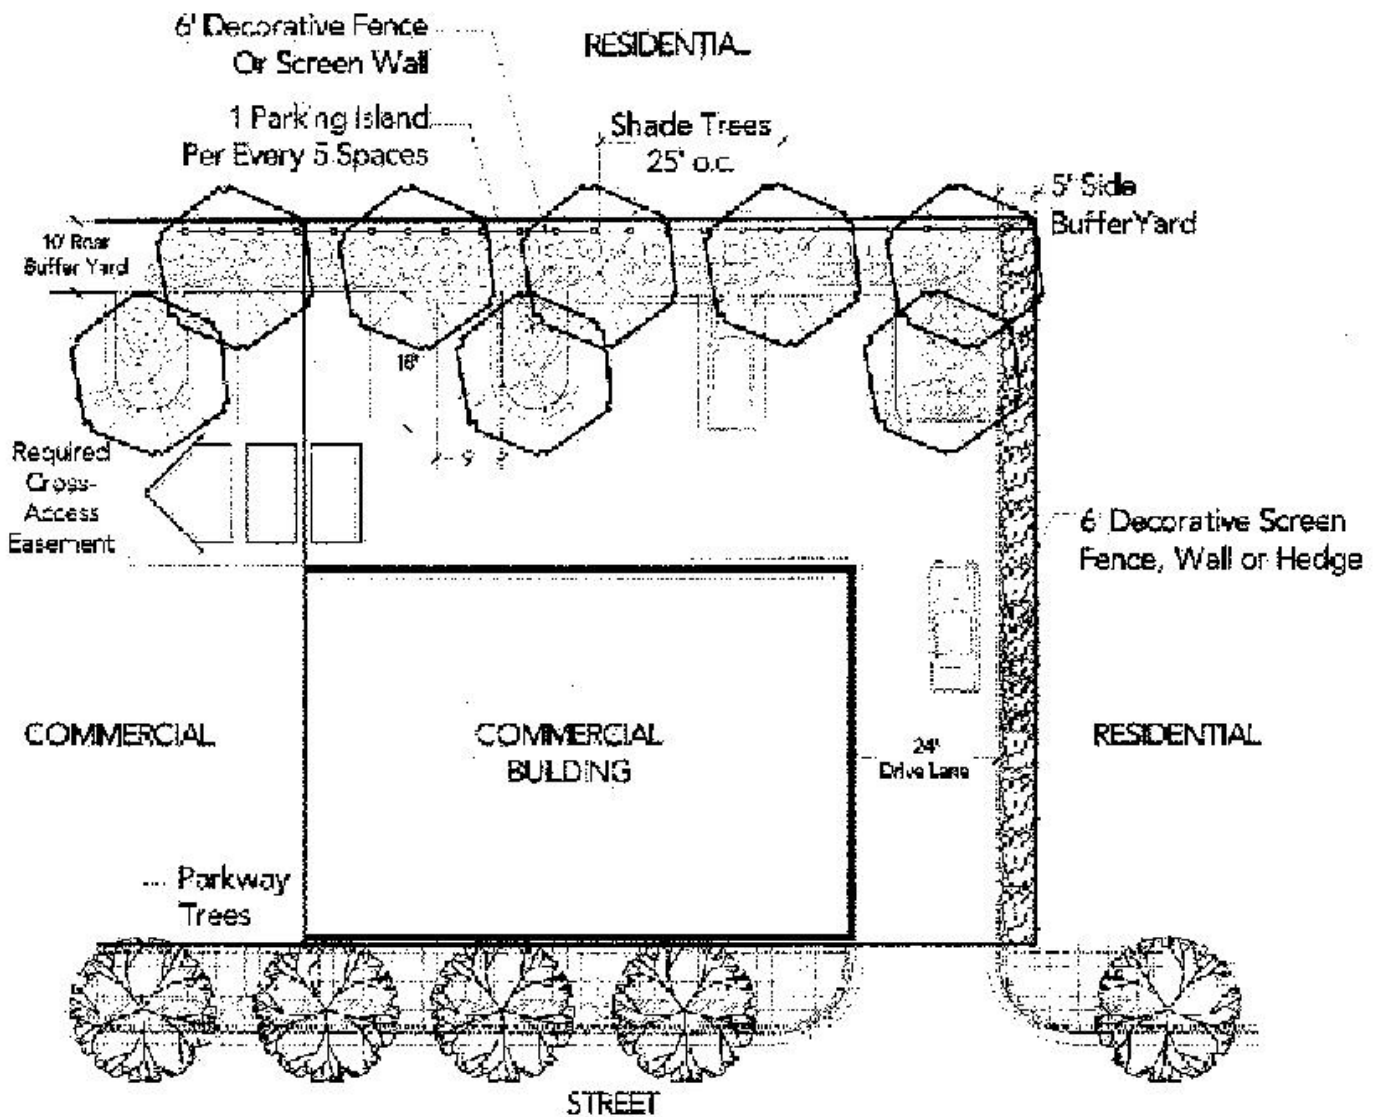 6' Decorative Fence
Or Screen Wall
RESIDENTIAL
1 Parking Island
Per Every 5 Spaces
Shade Trees
25' o.c.
5' Side
Buffer Yard
10' Rear
Buffer Yard
18'
9'
Required
Cross-
Access
Easement
6' Decorative Screen
Fence, Wall or Hedge
COMMERCIAL
COMMERCIAL
BUILDING
24'
Drive Lane
RESIDENTIAL
Parkway
Trees
STREET